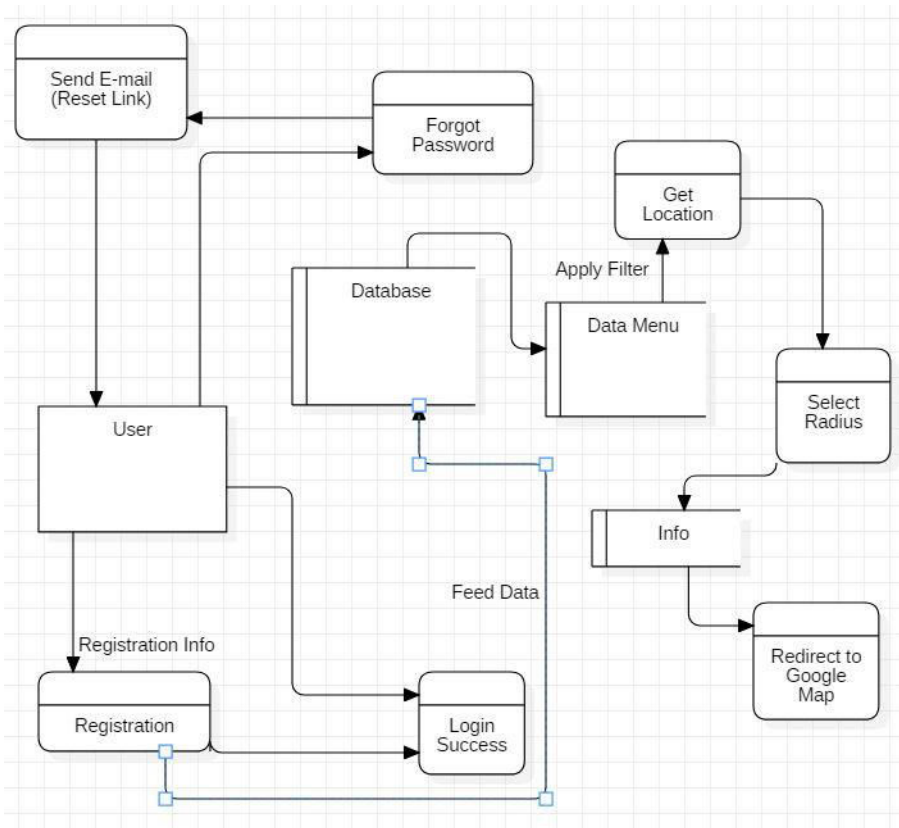 Send E-mail
(Reset Link)
Forgot
Password
Get
Location
Apply Filter
Database
Data Menu
Select
Radius
User
Info
Feed Data
Registration Info
Redirect to
Google
Map
Registration
Login
Success